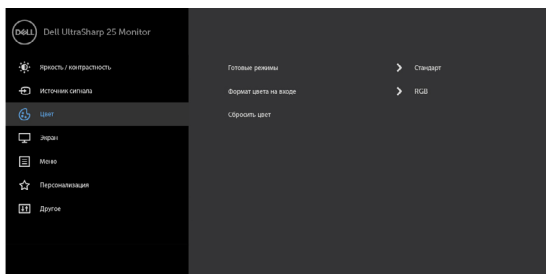 DELL Dell UltraSharp 25 Monitor
Яркость / контрастность
Источник сигнала
Цвет
Экран
Меню
Персонализация
Другое
Готовые режимы Стандарт
Формат цвета на входе RGB
Сбросить цвет